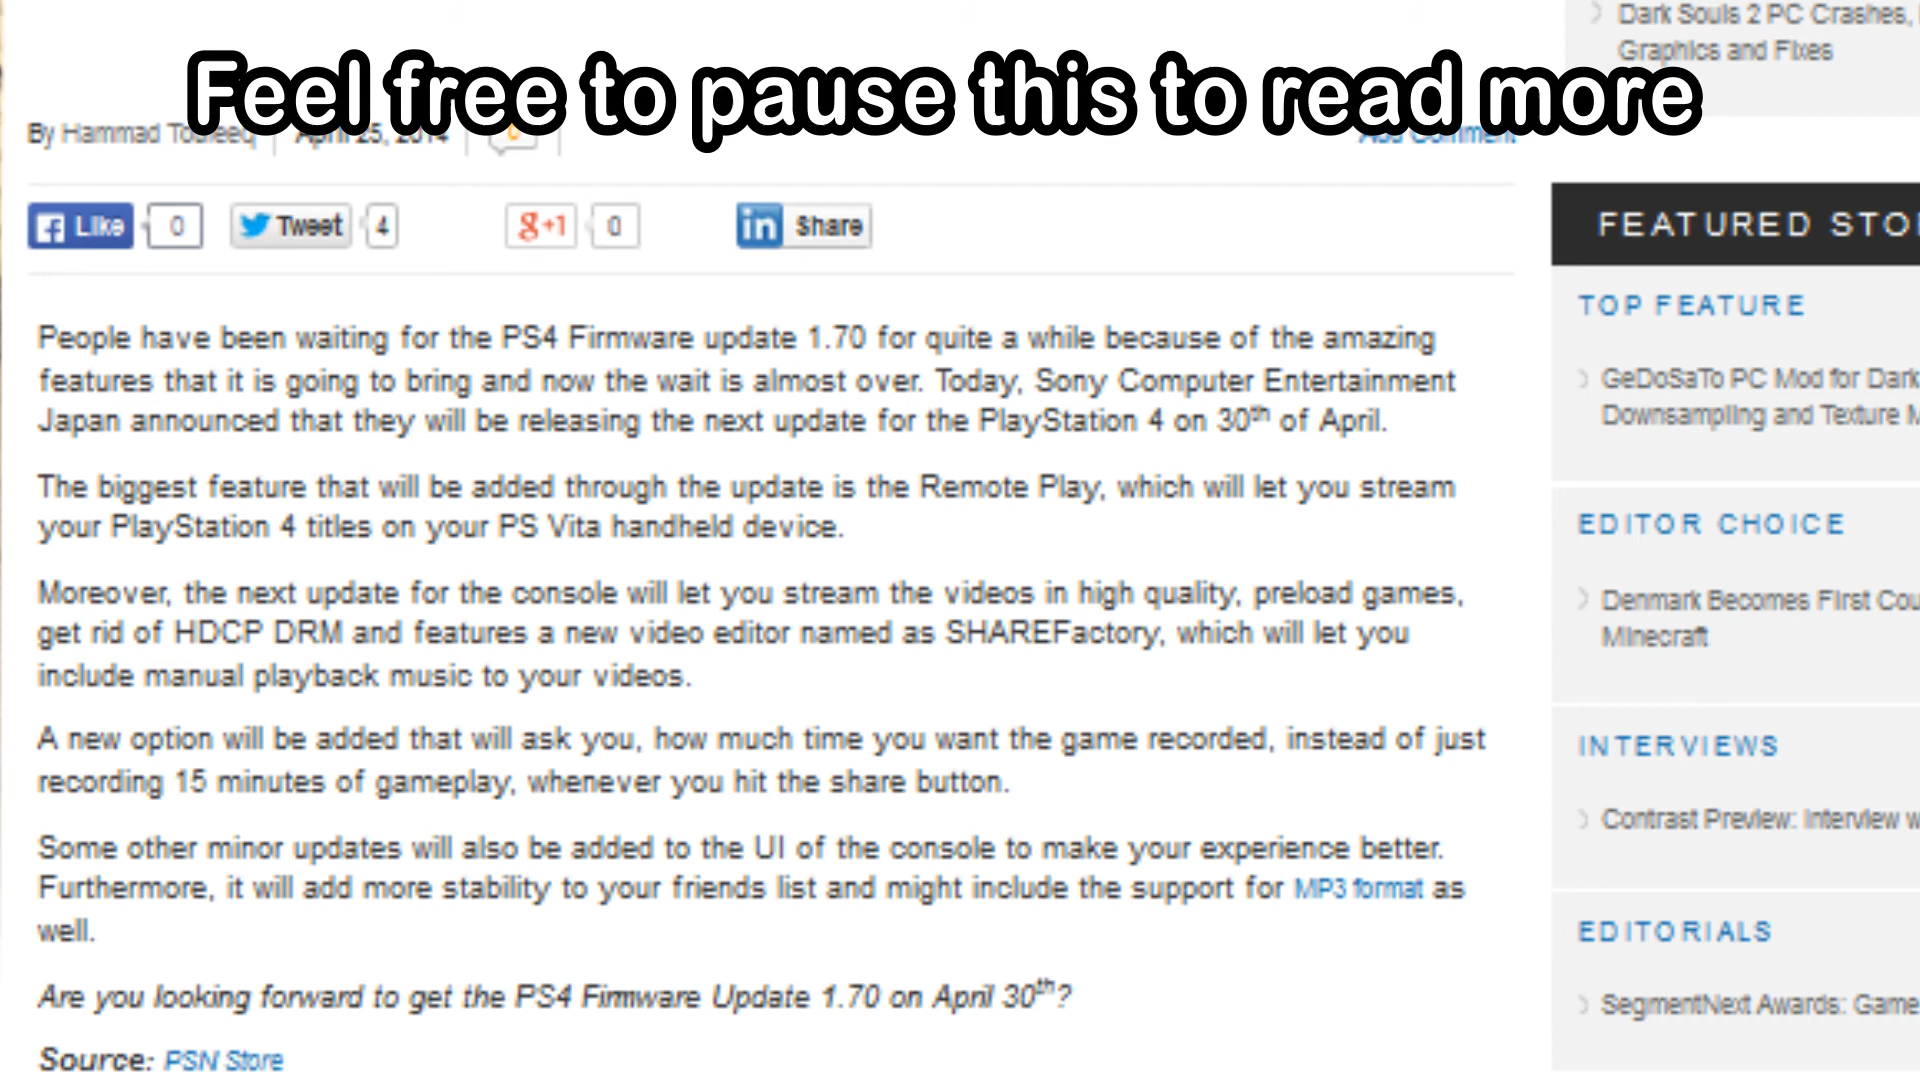 Feel free to pause this to read more
By Hammad
April 25, 2014
0
Add Comment
Like
0
Tweet
4
g+1
0
in
Share
People have been waiting for the PS4 Firmware update 1.70 for quite a while because of the amazing
features that it is going to bring and now the wait is almost over. Today, Sony Computer Entertainment
Japan announced that they will be releasing the next update for the PlayStation 4 on 30th of April.
The biggest feature that will be added through the update is the Remote Play, which will let you stream
your PlayStation 4 titles on your PS Vita handheld device.
Moreover, the next update for the console will let you stream the videos in high quality, preload games,
get rid of HDCP DRM and features a new video editor named as SHAREFactory, which will let you
include manual playback music to your videos.
A new option will be added that will ask you, how much time you want the game recorded, instead of just
recording 15 minutes of gameplay, whenever you hit the share button.
Some other minor updates will also be added to the UI of the console to make your experience better.
Furthermore, it will add more stability to your friends list and might include the support for MP3 format as
well.
Are you looking forward to get the PS4 Firmware Update 1.70 on April 30th?
Source: PSN Store
Dark Souls 2 PC Crashes,
Graphics and Fixes
FEATURED STO
TOP FEATURE
GeDoSaTo PC Mod for Dark
Downsampling and Texture M
EDITOR CHOICE
Denmark Becomes First Cou
Minecraft
INTERVIEWS
Contrast Preview: Interview w
EDITORIALS
SegmentNext Awards: Game